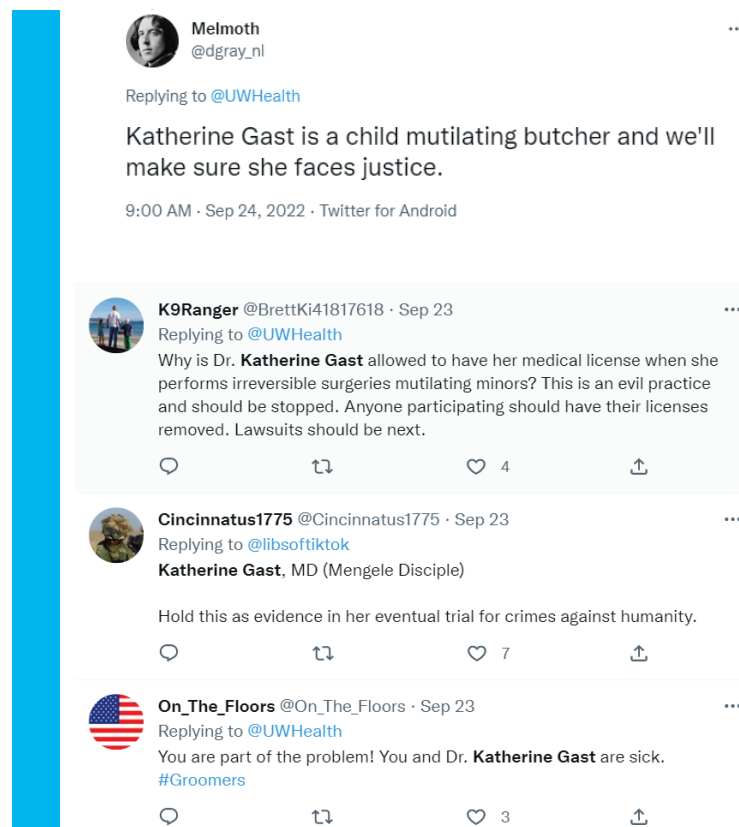 Melmoth
@dgray_nl
Replying to @UWHealth
Katherine Gast is a child mutilating butcher and we'll
make sure she faces justice.
9:00 AM · Sep 24, 2022 · Twitter for Android
K9Ranger @BrettKi41817618 · Sep 23
Replying to @UWHealth
Why is Dr. Katherine Gast allowed to have her medical license when she
performs irreversible surgeries mutilating minors? This is an evil practice
and should be stopped. Anyone participating should have their licenses
removed. Lawsuits should be next.
4
Cincinnatus1775 @Cincinnatus1775 · Sep 23
Replying to @libsoftiktok
Katherine Gast, MD (Mengele Disciple)
Hold this as evidence in her eventual trial for crimes against humanity.
7
On_The_Floors @On_The_Floors · Sep 23
Replying to @UWHealth
You are part of the problem! You and Dr. Katherine Gast are sick.
#Groomers
3